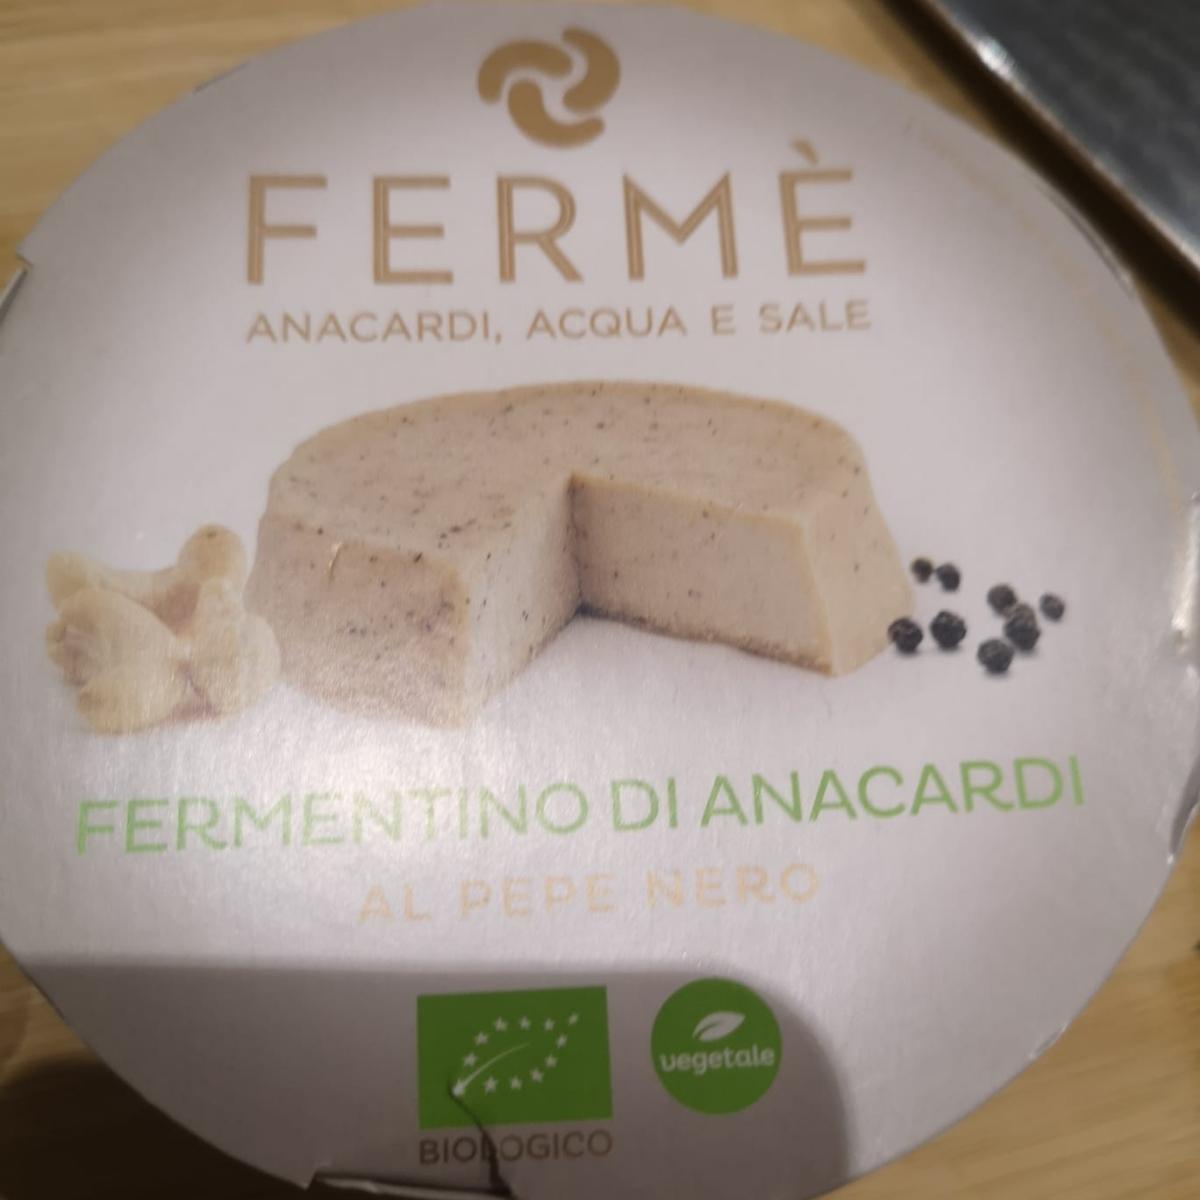 FERMÈ
ANACARDI, ACQUA E SALE
FERMENTINO DI ANACARDI
AL PEPE NERO
vegetale
BIOLOGICO